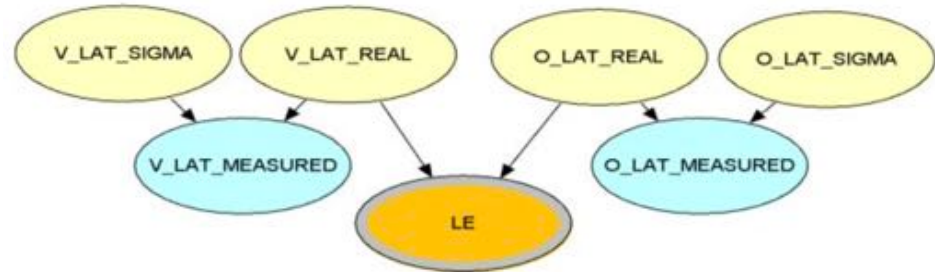 V_LAT_SIGMA
V_LAT_REAL
O_LAT_REAL
O_LAT_SIGMA
V_LAT_MEASURED
O_LAT_MEASURED
LE